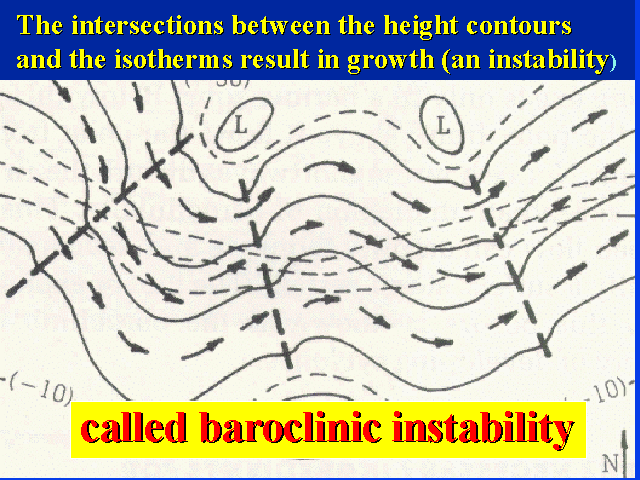 The intersections between the height contours
and the isotherms result in growth (an instability)
L L
(-10)
-10)
called baroclinic instability
N